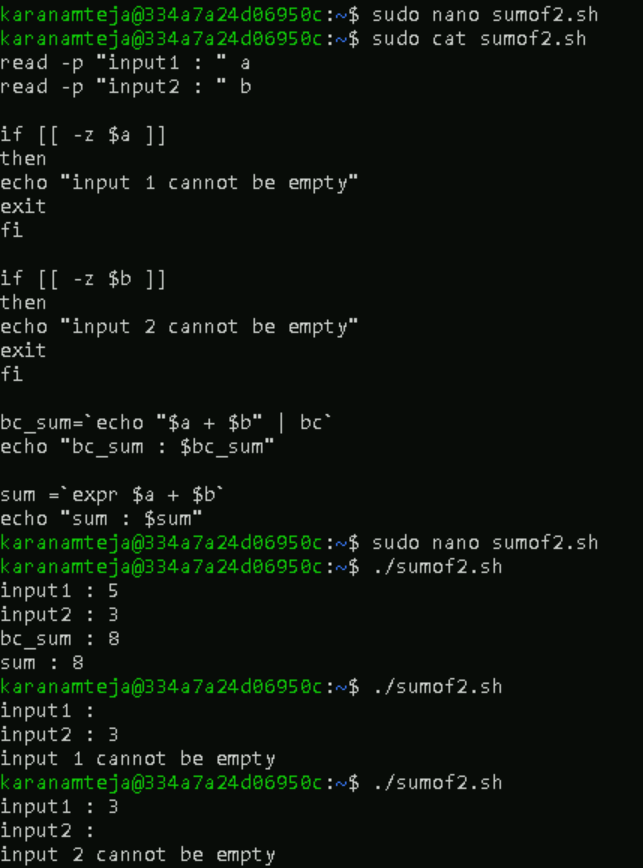 karanamteja@334a7a24d06950c:~$ sudo nano sumof2.sh
karanamteja@334a7a24d06950c:~$ sudo cat sumof2.sh
read -p "input1 : " a
read -p "input2 : " b
if [[ -z $a ]]
then
echo "input 1 cannot be empty"
exit
fi
if [[ -z $b ]]
then
echo "input 2 cannot be empty"
exit
fi
bc_sum=`echo "$a + $b" | bc`
echo "bc_sum : $bc_sum"
sum =`expr $a + $b`
echo "sum : $sum"
karanamteja@334a7a24d06950c:~$ sudo nano sumof2.sh
karanamteja@334a7a24d06950c:~$ ./sumof2.sh
input1 : 5
input2 : 3
bc_sum : 8
sum : 8
karanamteja@334a7a24d06950c:~$ ./sumof2.sh
input1 :
input2 : 3
input 1 cannot be empty
karanamteja@334a7a24d06950c:~$ ./sumof2.sh
input1 : 3
input2 :
input 2 cannot be empty